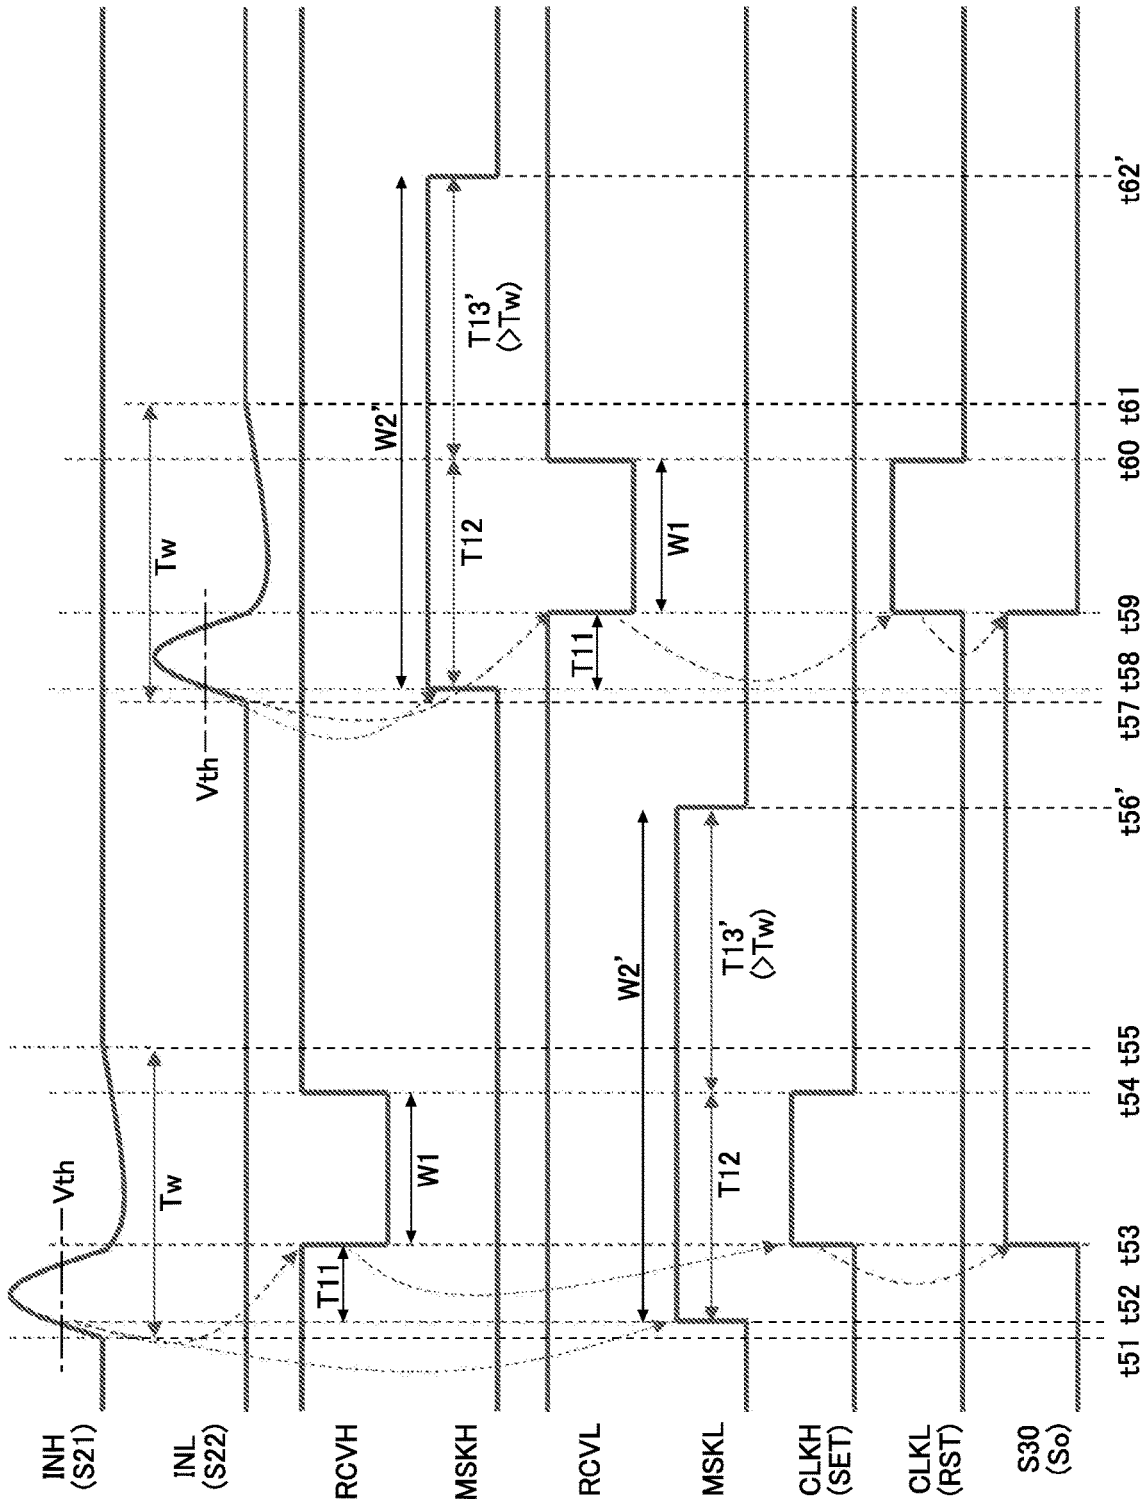 INH
(S21)
INL
(S22)
RCVH
MSKH
RCVL
MSKL
CLKH
(SET)
CLKL
(RST)
S30
(So)
Vth
Tw
T11
W1
W2'
T12
T13'
(>Tw)
Vth
Tw
W2'
T12
T13'
(>Tw)
T11
W1
t51
t52
t53
t54
t55
t56'
t57
t58
t59
t60
t61
t62'